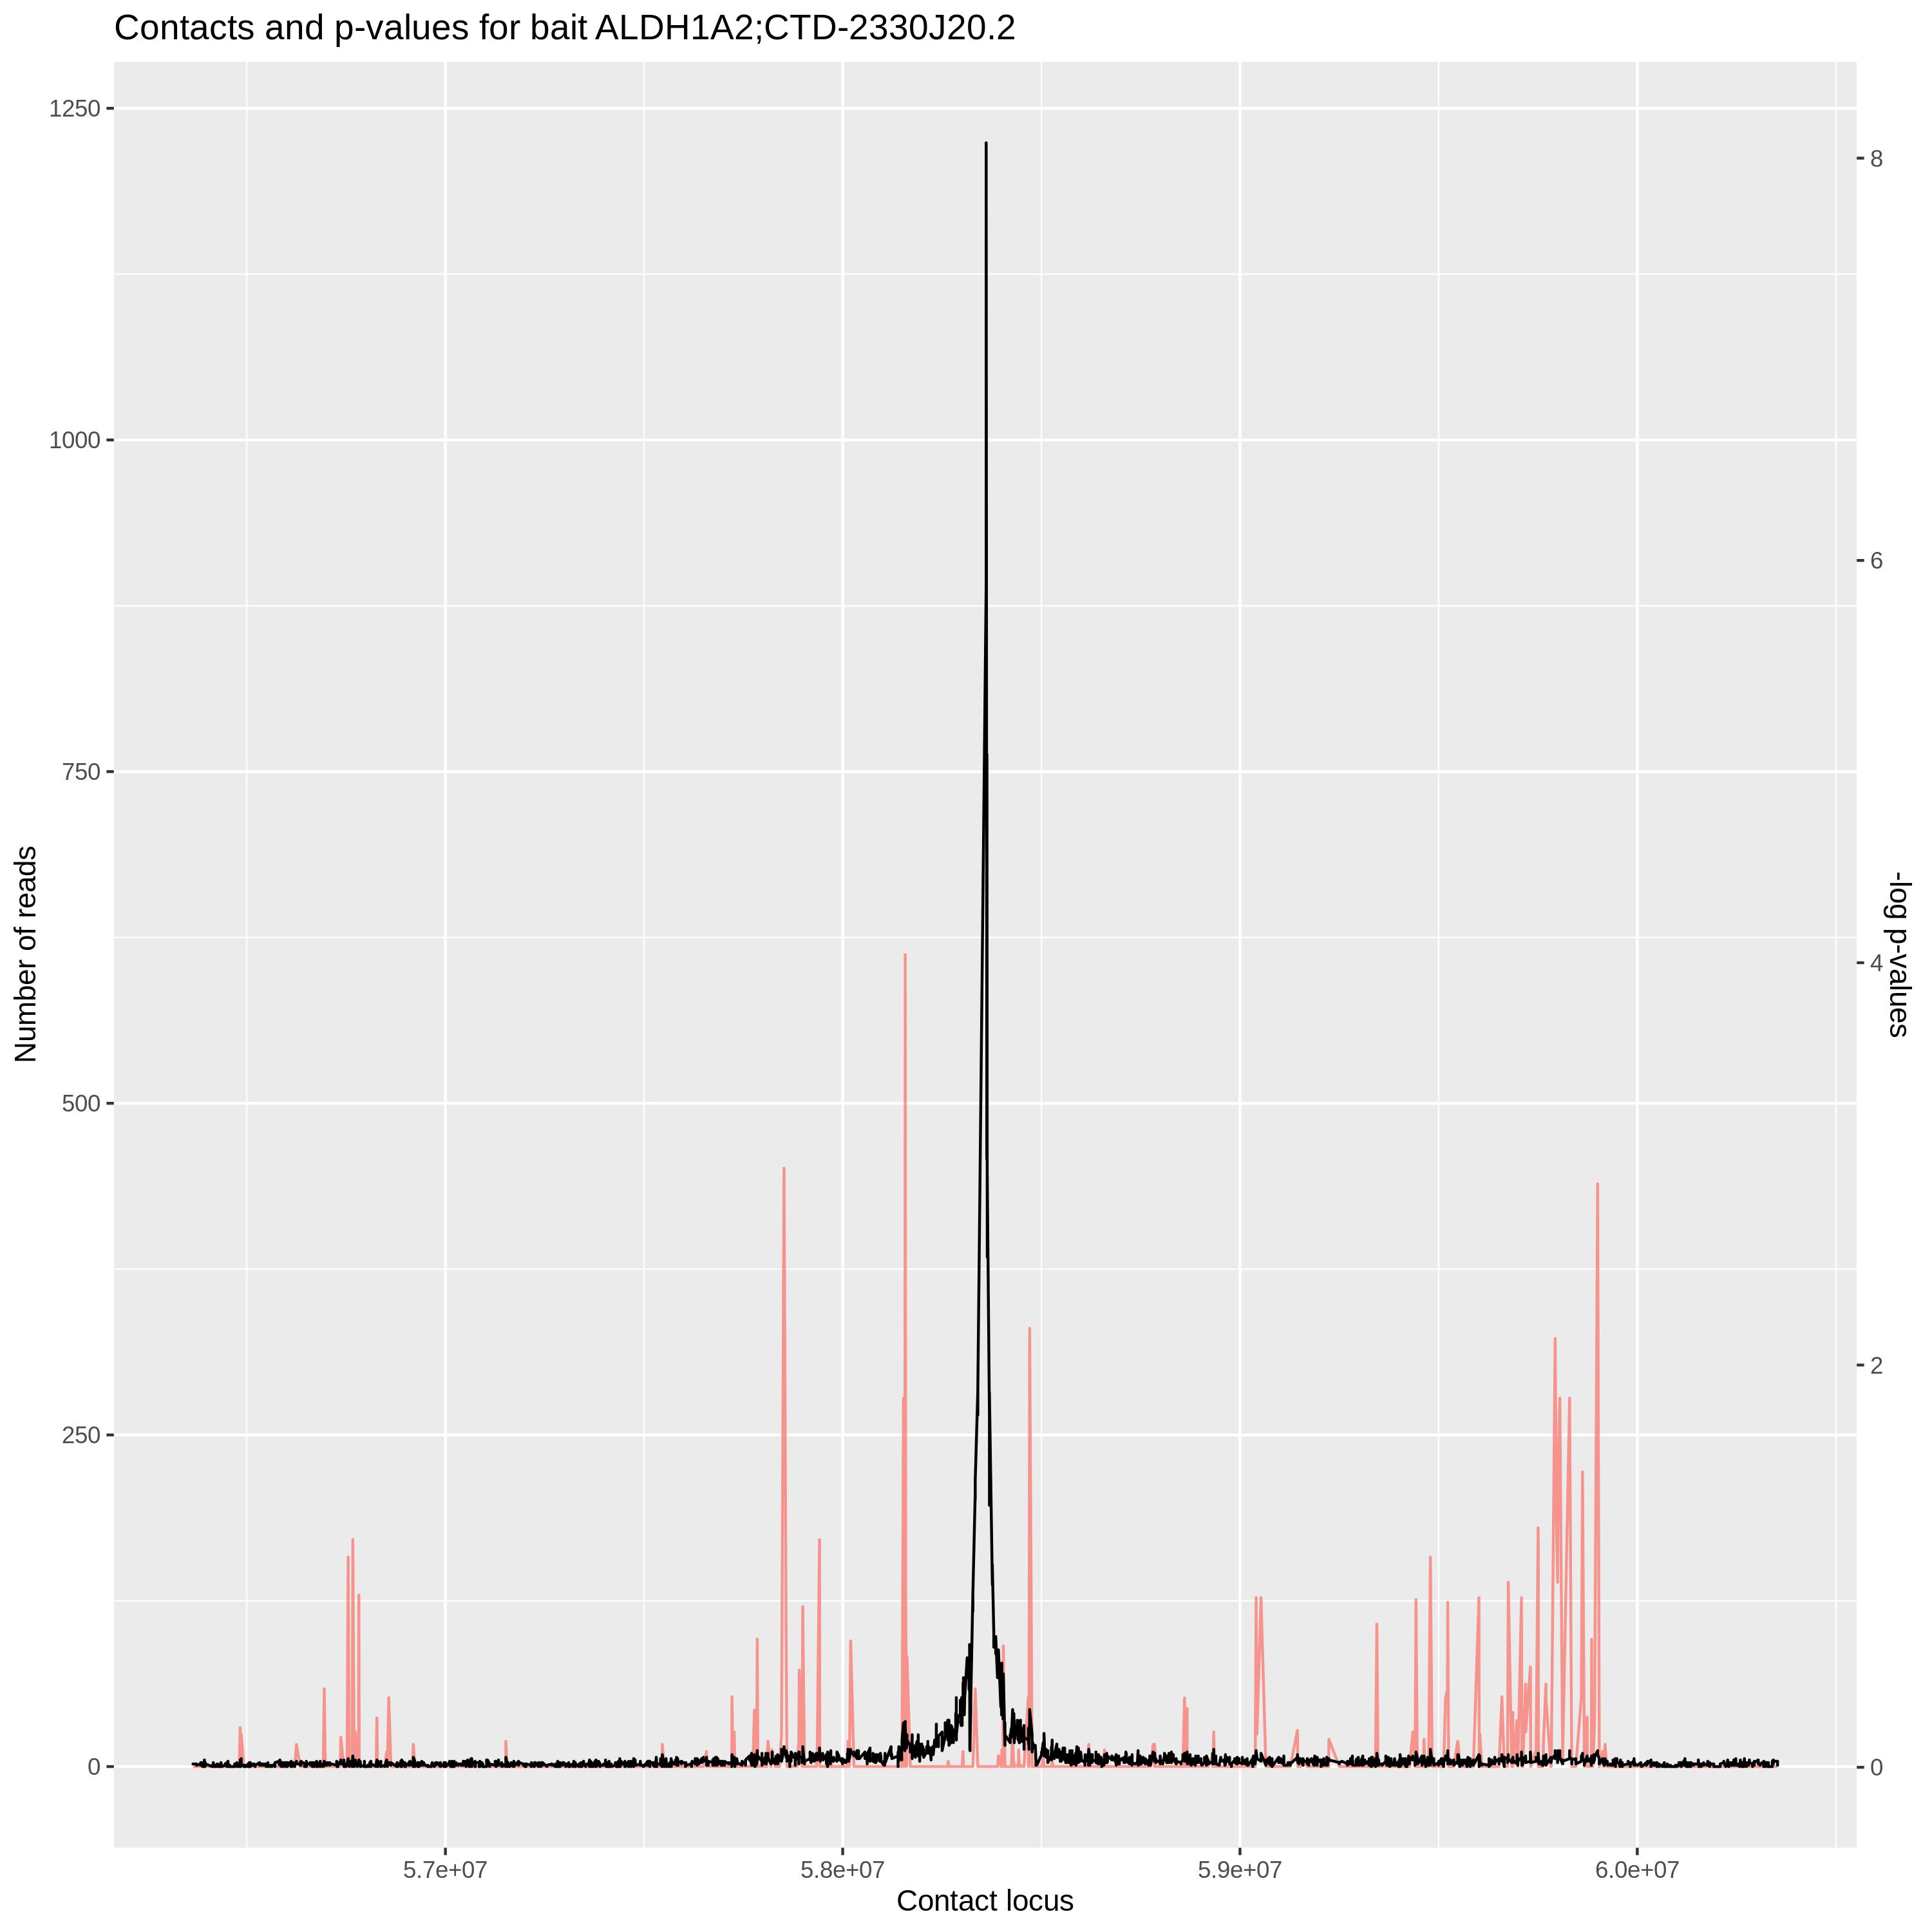 Contacts and p-values for bait ALDH1A2;CTD-2330J20.2
1250
1000
750
500
250
0
Number of reads
8
6
4
2
0
-log p-values
5.7e+07
5.8e+07
5.9e+07
6.0e+07
Contact locus